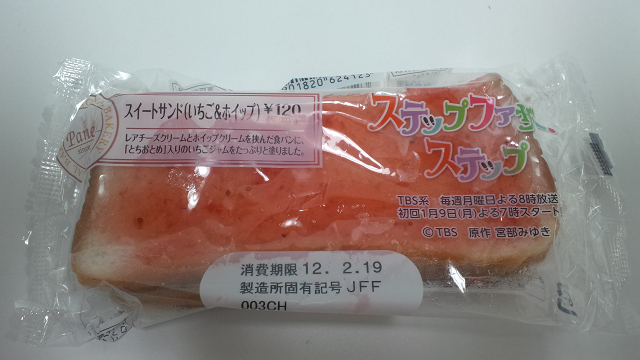 01820 624123
スイートサンド(いちご&ホイップ) ¥120
レアチーズクリームとホイップクリームを挟んだ食パンに、
「とちおとめ」入りのいちごジャムをたっぷりと塗りました。
Pane
BAKERY
ステップファザー
ステップ
TBS系 毎週月曜日よる8時放送
初回1月9日(月)よる7時スタート
©TBS 原作 宮部みゆき
消費期限 12. 2.19
製造所固有記号 JFF
003CH